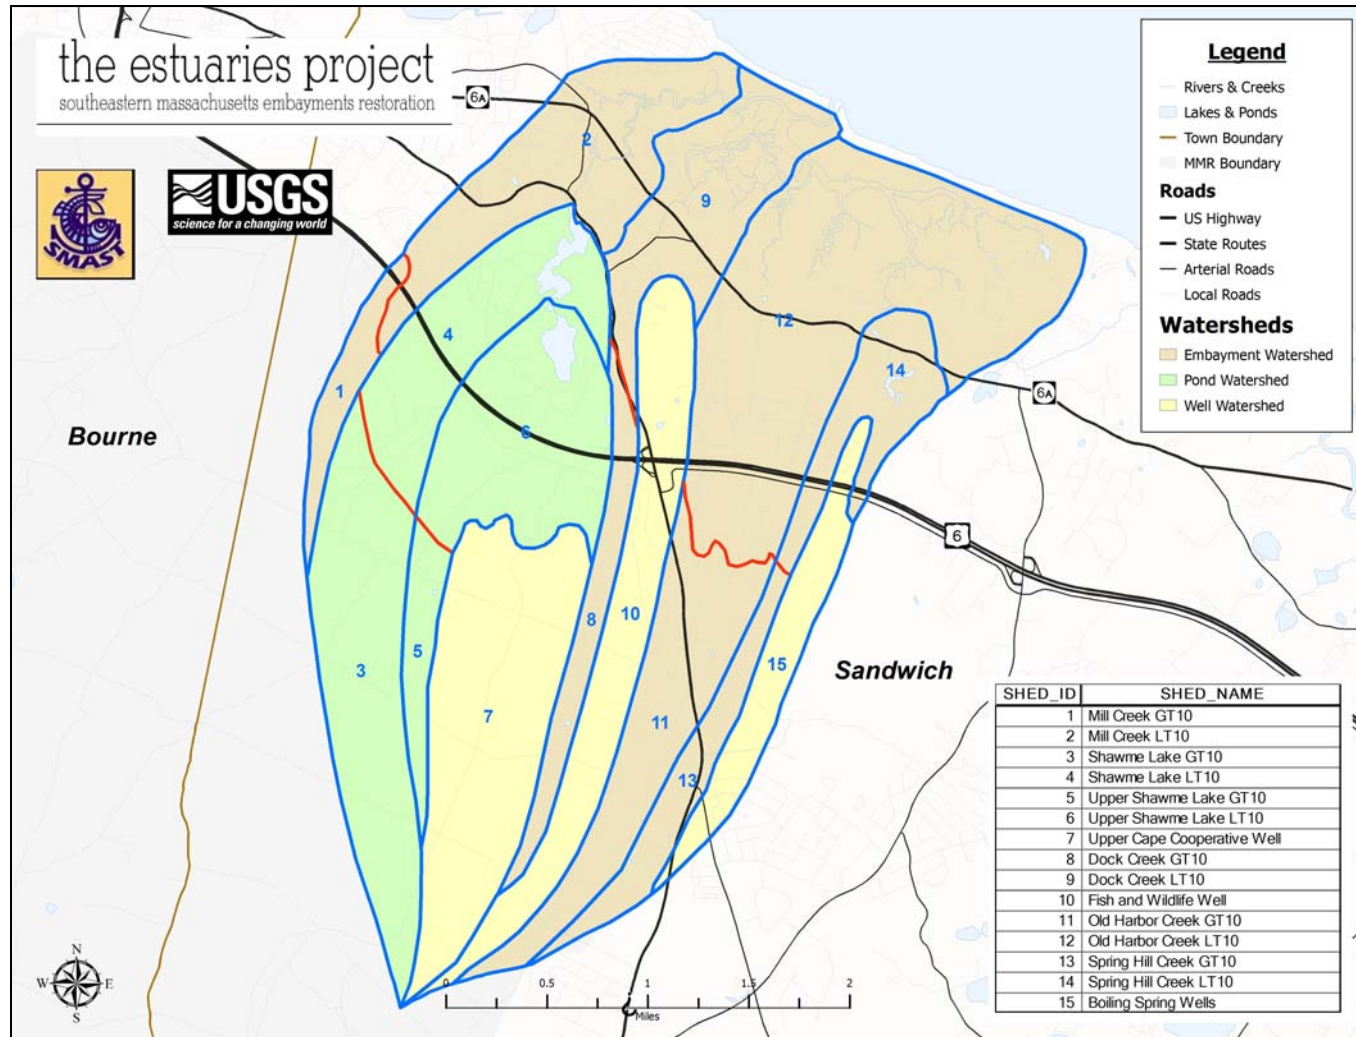 the estuaries project
southeastern massachusetts embayments restoration
SMAST
USGS
science for a changing world
6A
2
9
4
12
1
14
6A
Bourne
6
6
10
8
5
15
3
Sandwich
7
11
13
Legend
Rivers & Creeks
Lakes & Ponds
Town Boundary
MMR Boundary
Roads
US Highway
State Routes
Arterial Roads
Local Roads
Watersheds
Embayment Watershed
Pond Watershed
Well Watershed
SHED_ID SHED_NAME
1 Mill Creek GT10
2 Mill Creek LT10
3 Shawme Lake GT10
4 Shawme Lake LT10
5 Upper Shawme Lake GT10
6 Upper Shawme Lake LT10
7 Upper Cape Cooperative Well
8 Dock Creek GT10
9 Dock Creek LT10
10 Fish and Wildlife Well
11 Old Harbor Creek GT10
12 Old Harbor Creek LT10
13 Spring Hill Creek GT10
14 Spring Hill Creek LT10
15 Boiling Spring Wells
N
W E
S
0 0.5 1 1.5 2
Miles